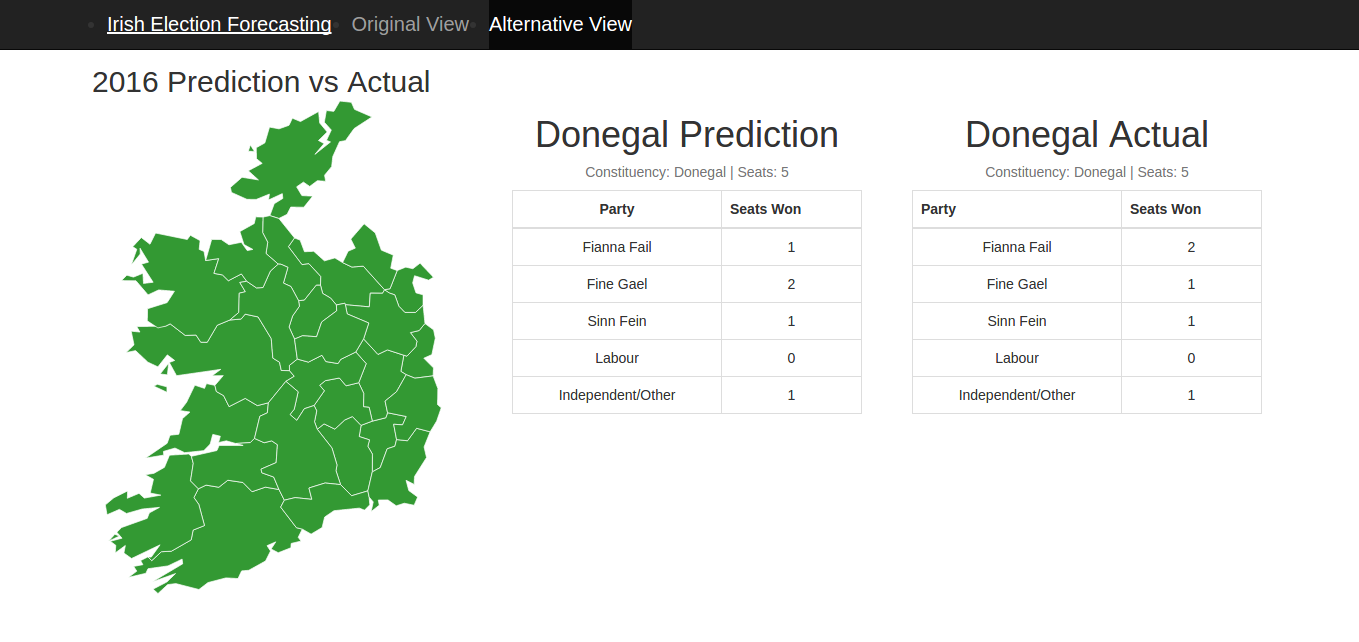 Irish Election Forecasting Original View Alternative View
2016 Prediction vs Actual
Donegal Prediction
Constituency: Donegal | Seats: 5
Party Seats Won
Fianna Fail 1
Fine Gael 2
Sinn Fein 1
Labour 0
Independent/Other 1
Donegal Actual
Constituency: Donegal | Seats: 5
Party Seats Won
Fianna Fail 2
Fine Gael 1
Sinn Fein 1
Labour 0
Independent/Other 1